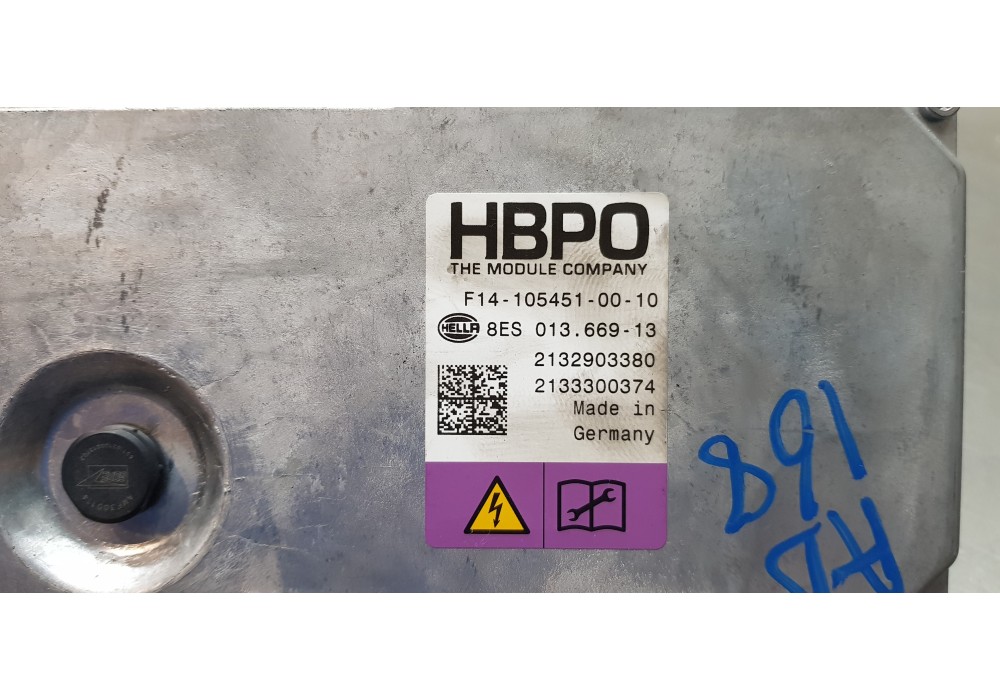 HBPO
THE MODULE COMPANY
F14-105451-00-10
HELLA 8ES 013.669-13
2132903380
2133300374
Made in
Germany
168